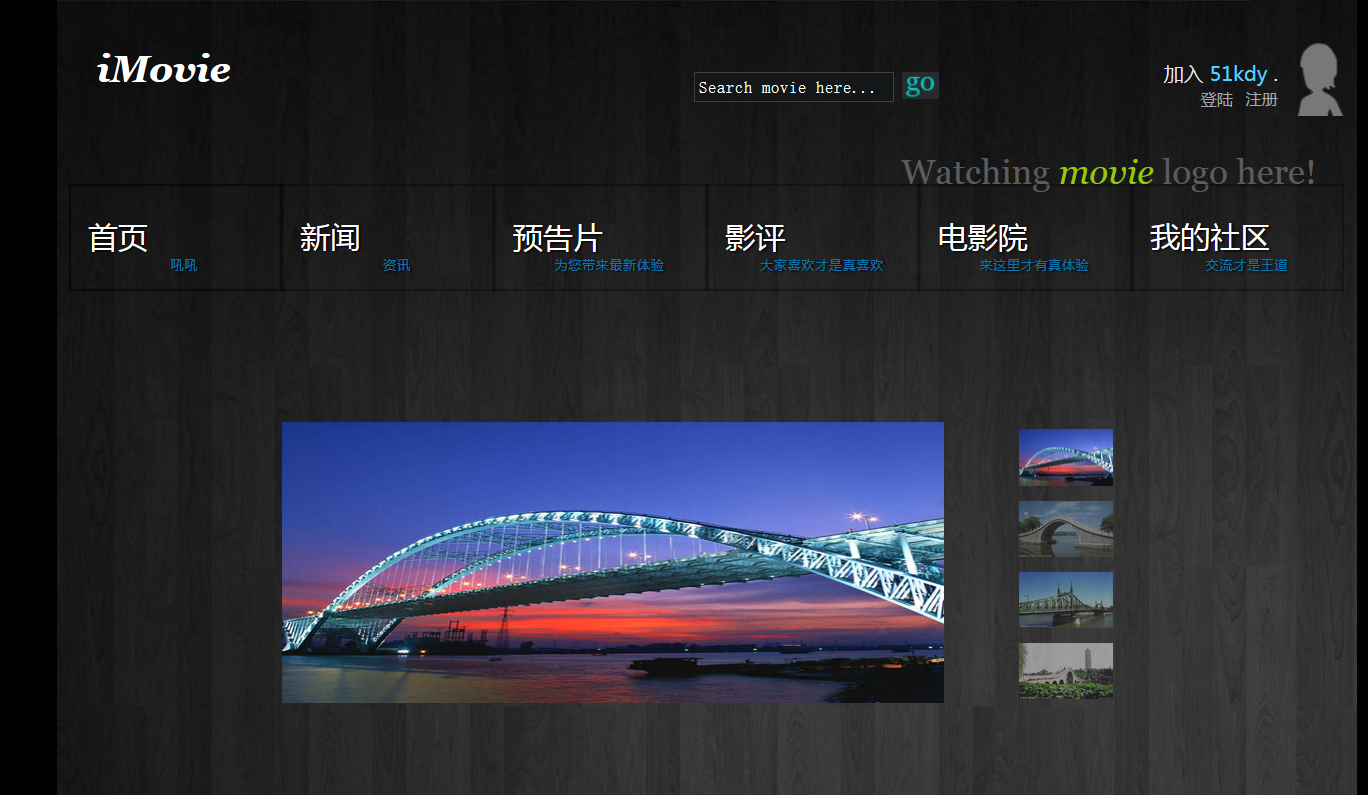 iMovie
Search movie here...
go
加入 51kdy .
登陆 注册
Watching movie logo here!
首页
吼吼
新闻
资讯
预告片
为您带来最新体验
影评
大家喜欢才是真喜欢
电影院
来这里才有真体验
我的社区
交流才是王道